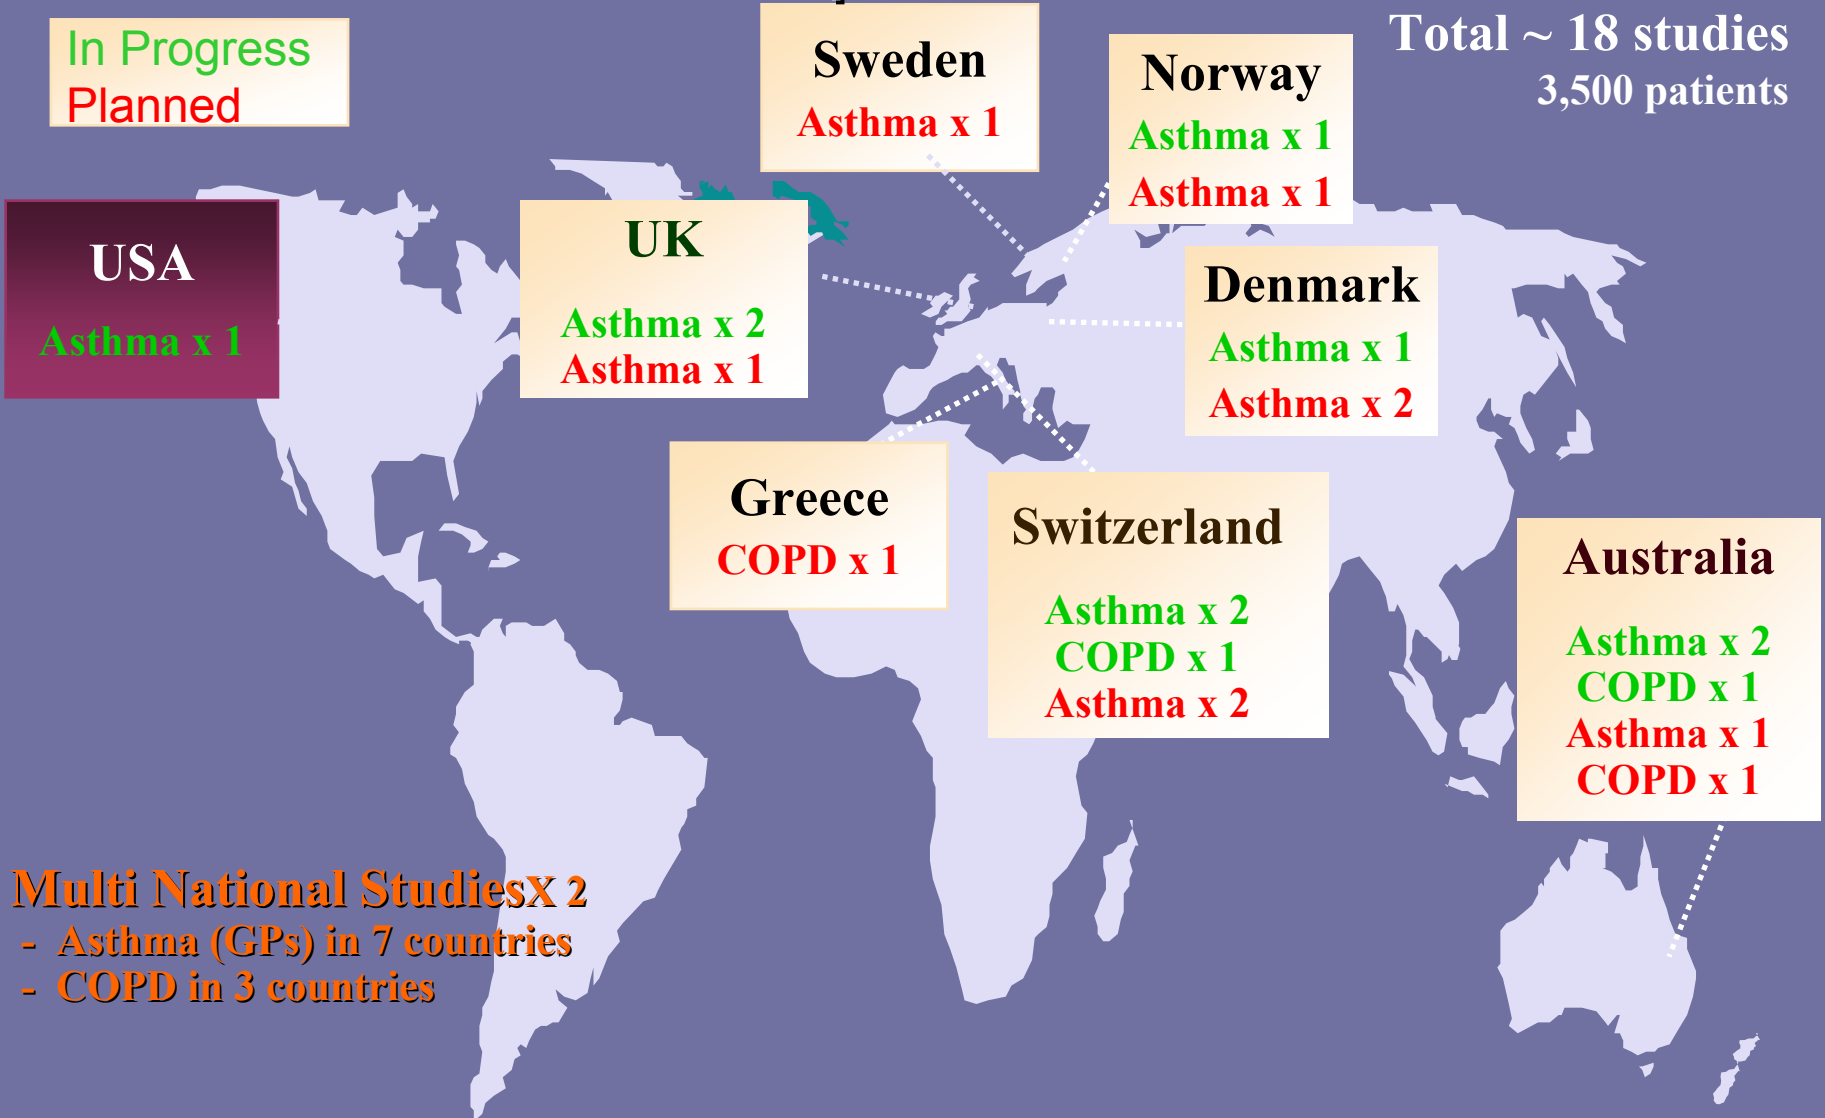 In Progress
Planned
Total ~ 18 studies
3,500 patients
Sweden
Asthma x 1
Norway
Asthma x 1
Asthma x 1
USA
Asthma x 1
UK
Asthma x 2
Asthma x 1
Denmark
Asthma x 1
Asthma x 2
Greece
COPD x 1
Switzerland
Asthma x 2
COPD x 1
Asthma x 2
Australia
Asthma x 2
COPD x 1
Asthma x 1
COPD x 1
Multi National StudiesX 2
- Asthma (GPs) in 7 countries
- COPD in 3 countries